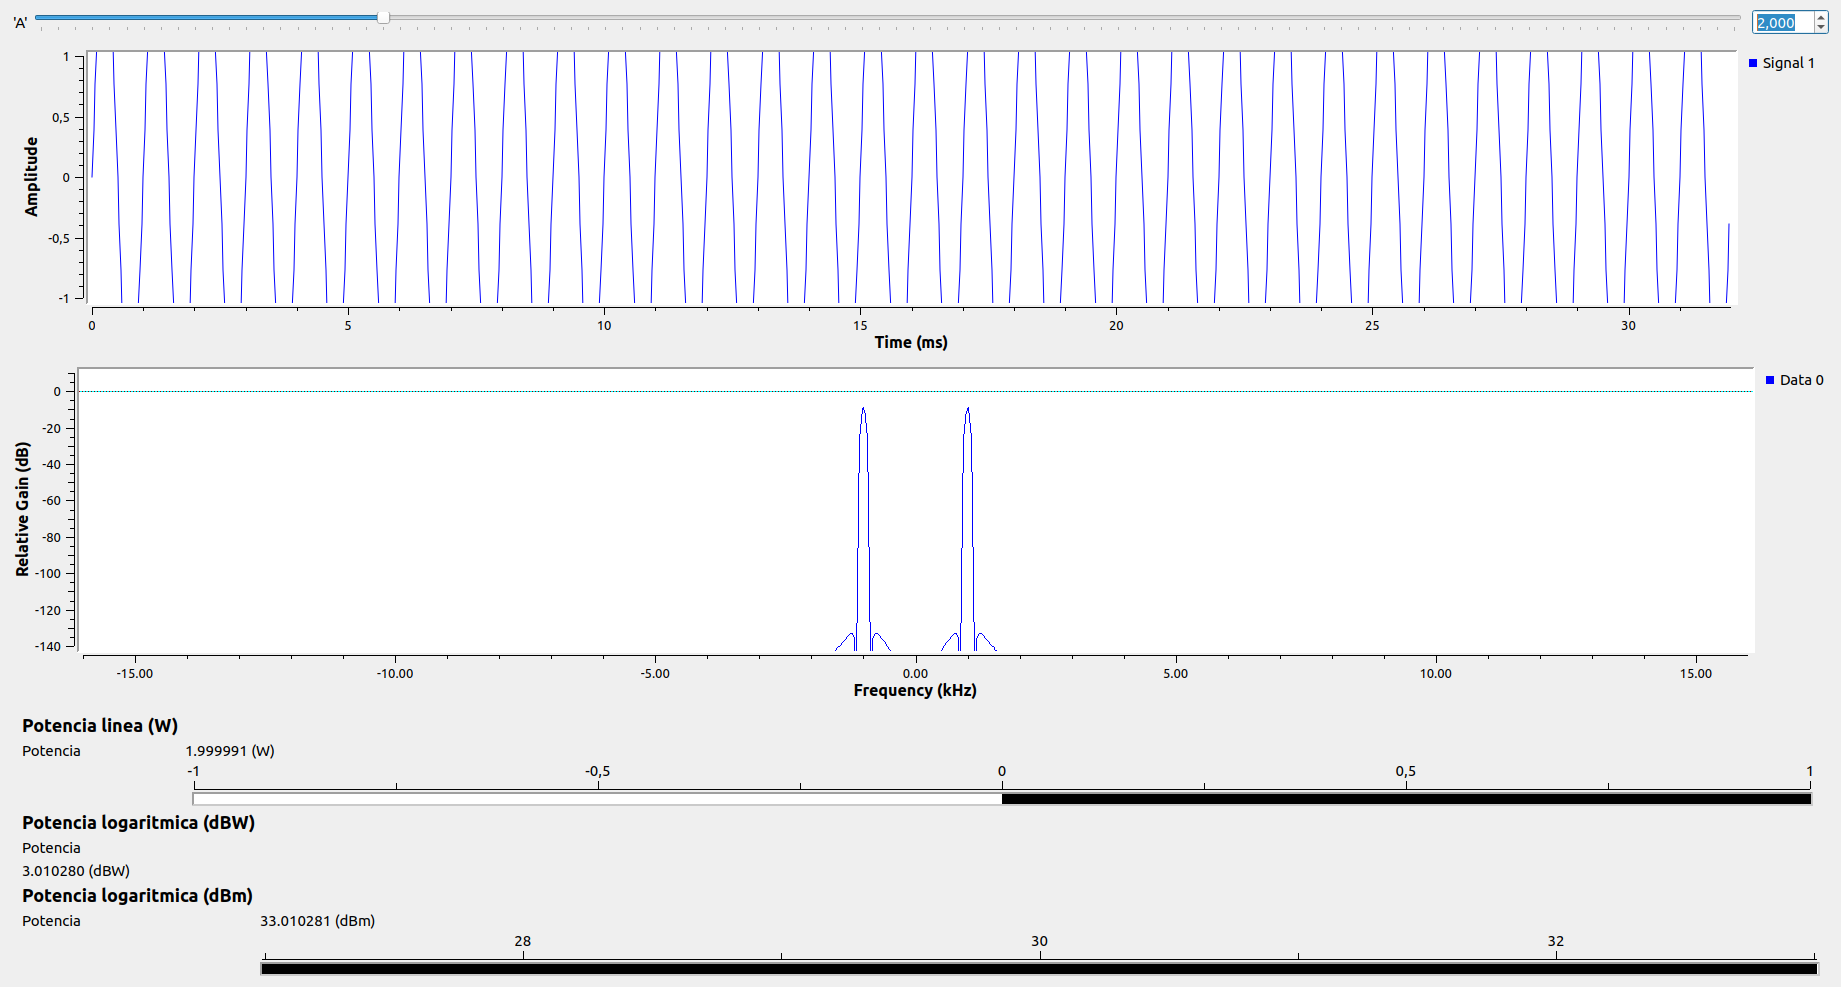 'A' 2,000
1
0,5
0
-0,5
-1
Amplitude
Signal 1
0 5 10 15 20 25 30
Time (ms)
0
-20
-40
-60
-80
-100
-120
-140
Relative Gain (dB)
Data 0
-15.00 -10.00 -5.00 0.00 5.00 10.00 15.00
Frequency (kHz)
Potencia linea (W)
Potencia 1.999991 (W)
-1 -0,5 0 0,5 1
Potencia logaritmica (dBW)
Potencia
3.010280 (dBW)
Potencia logaritmica (dBm)
Potencia 33.010281 (dBm)
28 30 32